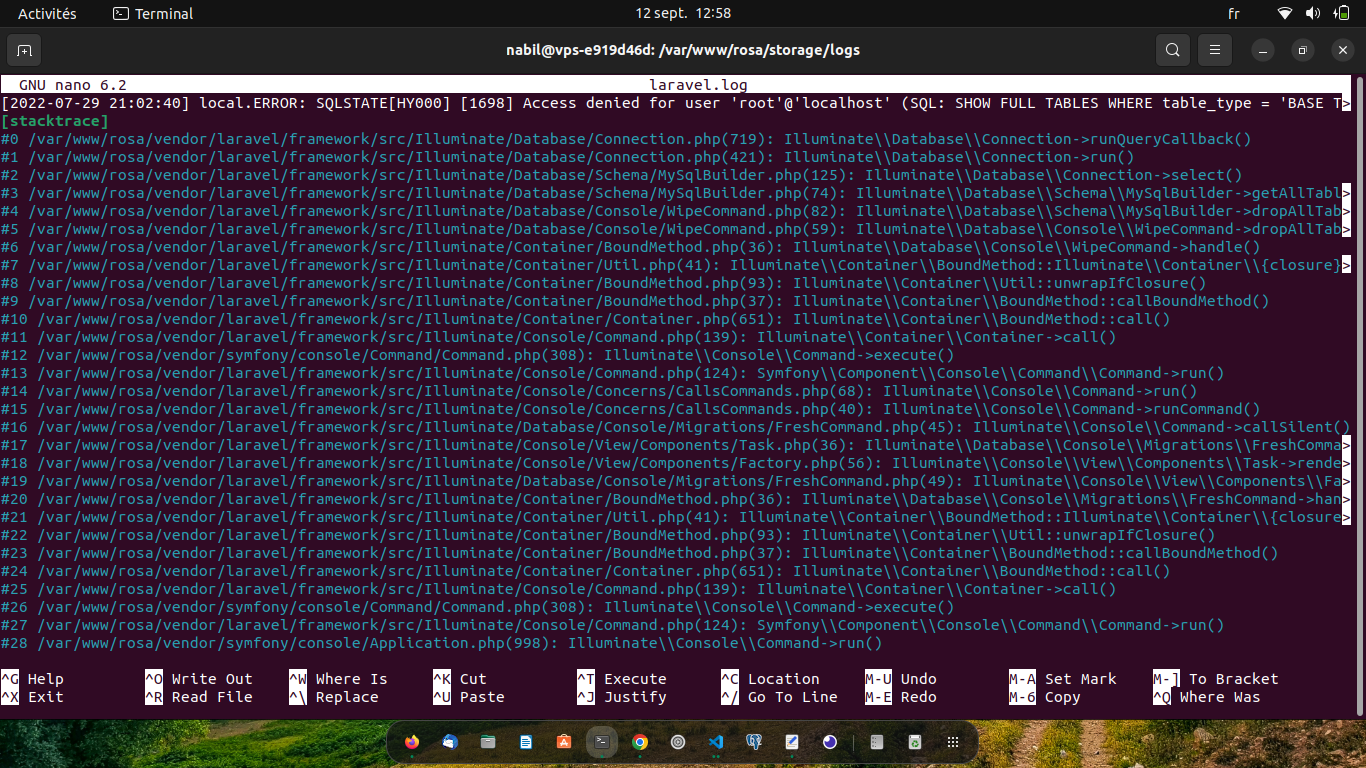 Activités
Terminal
12 sept. 12:58
fr
nabil@vps-e919d46d: /var/www/rosa/storage/logs
GNU nano 6.2 laravel.log
[2022-07-29 21:02:40] local.ERROR: SQLSTATE[HY000] [1698] Access denied for user 'root'@'localhost' (SQL: SHOW FULL TABLES WHERE table_type = 'BASE T>
[stacktrace]
#0 /var/www/rosa/vendor/laravel/framework/src/Illuminate/Database/Connection.php(719): Illuminate\\Database\\Connection->runQueryCallback()
#1 /var/www/rosa/vendor/laravel/framework/src/Illuminate/Database/Connection.php(421): Illuminate\\Database\\Connection->run()
#2 /var/www/rosa/vendor/laravel/framework/src/Illuminate/Database/Schema/MySqlBuilder.php(125): Illuminate\\Database\\Connection->select()
#3 /var/www/rosa/vendor/laravel/framework/src/Illuminate/Database/Schema/MySqlBuilder.php(74): Illuminate\\Database\\Schema\\MySqlBuilder->getAllTabl>
#4 /var/www/rosa/vendor/laravel/framework/src/Illuminate/Database/Console/WipeCommand.php(82): Illuminate\\Database\\Schema\\MySqlBuilder->dropAllTab>
#5 /var/www/rosa/vendor/laravel/framework/src/Illuminate/Database/Console/WipeCommand.php(59): Illuminate\\Database\\Console\\WipeCommand->dropAllTab>
#6 /var/www/rosa/vendor/laravel/framework/src/Illuminate/Container/BoundMethod.php(36): Illuminate\\Database\\Console\\WipeCommand->handle()
#7 /var/www/rosa/vendor/laravel/framework/src/Illuminate/Container/Util.php(41): Illuminate\\Container\\BoundMethod::Illuminate\\Container\\{closure}>
#8 /var/www/rosa/vendor/laravel/framework/src/Illuminate/Container/BoundMethod.php(93): Illuminate\\Container\\Util::unwrapIfClosure()
#9 /var/www/rosa/vendor/laravel/framework/src/Illuminate/Container/BoundMethod.php(37): Illuminate\\Container\\BoundMethod::callBoundMethod()
#10 /var/www/rosa/vendor/laravel/framework/src/Illuminate/Container/Container.php(651): Illuminate\\Container\\BoundMethod::call()
#11 /var/www/rosa/vendor/laravel/framework/src/Illuminate/Console/Command.php(139): Illuminate\\Container\\Container->call()
#12 /var/www/rosa/vendor/symfony/console/Command/Command.php(308): Illuminate\\Console\\Command->execute()
#13 /var/www/rosa/vendor/laravel/framework/src/Illuminate/Console/Command.php(124): Symfony\\Component\\Console\\Command\\Command->run()
#14 /var/www/rosa/vendor/laravel/framework/src/Illuminate/Console/Concerns/CallsCommands.php(68): Illuminate\\Console\\Command->run()
#15 /var/www/rosa/vendor/laravel/framework/src/Illuminate/Console/Concerns/CallsCommands.php(40): Illuminate\\Console\\Command->runCommand()
#16 /var/www/rosa/vendor/laravel/framework/src/Illuminate/Database/Console/Migrations/FreshCommand.php(45): Illuminate\\Console\\Command->callSilent()
#17 /var/www/rosa/vendor/laravel/framework/src/Illuminate/Console/View/Components/Task.php(36): Illuminate\\Database\\Console\\Migrations\\FreshComma>
#18 /var/www/rosa/vendor/laravel/framework/src/Illuminate/Console/View/Components/Factory.php(56): Illuminate\\Console\\View\\Components\\Task->rende>
#19 /var/www/rosa/vendor/laravel/framework/src/Illuminate/Database/Console/Migrations/FreshCommand.php(49): Illuminate\\Console\\View\\Components\\Fa>
#20 /var/www/rosa/vendor/laravel/framework/src/Illuminate/Container/BoundMethod.php(36): Illuminate\\Database\\Console\\Migrations\\FreshCommand->han>
#21 /var/www/rosa/vendor/laravel/framework/src/Illuminate/Container/Util.php(41): Illuminate\\Container\\BoundMethod::Illuminate\\Container\\{closure>
#22 /var/www/rosa/vendor/laravel/framework/src/Illuminate/Container/BoundMethod.php(93): Illuminate\\Container\\Util::unwrapIfClosure()
#23 /var/www/rosa/vendor/laravel/framework/src/Illuminate/Container/BoundMethod.php(37): Illuminate\\Container\\BoundMethod::callBoundMethod()
#24 /var/www/rosa/vendor/laravel/framework/src/Illuminate/Container/Container.php(651): Illuminate\\Container\\BoundMethod::call()
#25 /var/www/rosa/vendor/laravel/framework/src/Illuminate/Console/Command.php(139): Illuminate\\Container\\Container->call()
#26 /var/www/rosa/vendor/symfony/console/Command/Command.php(308): Illuminate\\Console\\Command->execute()
#27 /var/www/rosa/vendor/laravel/framework/src/Illuminate/Console/Command.php(124): Symfony\\Component\\Console\\Command\\Command->run()
#28 /var/www/rosa/vendor/symfony/console/Application.php(998): Illuminate\\Console\\Command->run()
^G Help ^O Write Out ^W Where Is ^K Cut ^T Execute ^C Location M-U Undo M-A Set Mark M-] To Bracket
^X Exit ^R Read File ^\ Replace ^U Paste ^J Justify ^/ Go To Line M-E Redo M-6 Copy ^Q Where Was